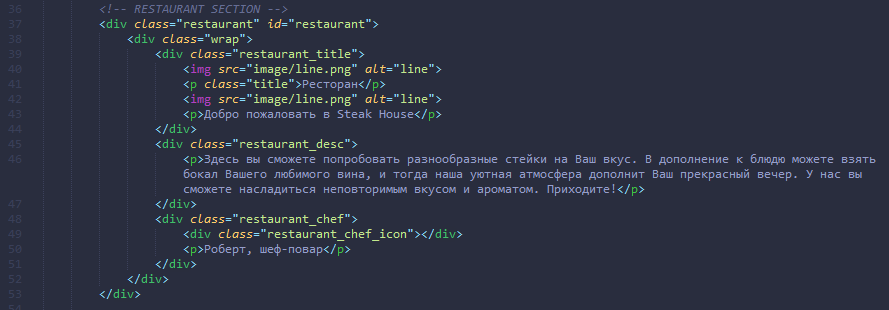 36 <!-- RESTAURANT SECTION -->
37 <div class="restaurant" id="restaurant">
38 <div class="wrap">
39 <div class="restaurant_title">
40 <img src="image/line.png" alt="line">
41 <p class="title">Ресторан</p>
42 <img src="image/line.png" alt="line">
43 <p>Добро пожаловать в Steak House</p>
44 </div>
45 <div class="restaurant_desc">
46 <p>Здесь вы сможете попробовать разнообразные стейки на Ваш вкус. В дополнение к блюдю можете взять
бокал Вашего любимого вина, и тогда наша уютная атмосфера дополнит Ваш прекрасный вечер. У нас вы
сможете насладиться неповторимым вкусом и ароматом. Приходите!</p>
47 </div>
48 <div class="restaurant_chef">
49 <div class="restaurant_chef_icon"></div>
50 <p>Роберт, шеф-повар</p>
51 </div>
52 </div>
53 </div>
54